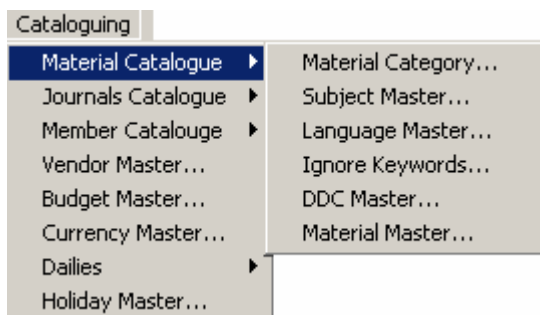 Cataloguing
Material Catalogue
Journals Catalogue
Member Catalouge
Vendor Master...
Budget Master...
Currency Master...
Dailies
Holiday Master...
Material Category...
Subject Master...
Language Master...
Ignore Keywords...
DDC Master...
Material Master...